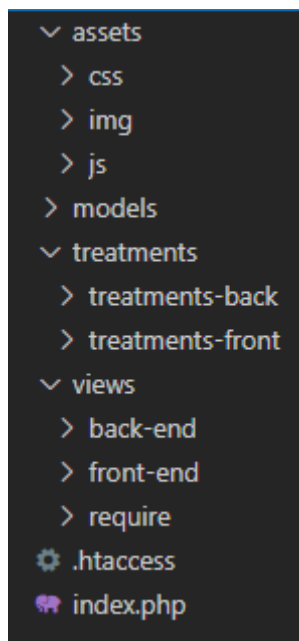 assets
css
img
js
models
treatments
treatments-back
treatments-front
views
back-end
front-end
require
.htaccess
index.php